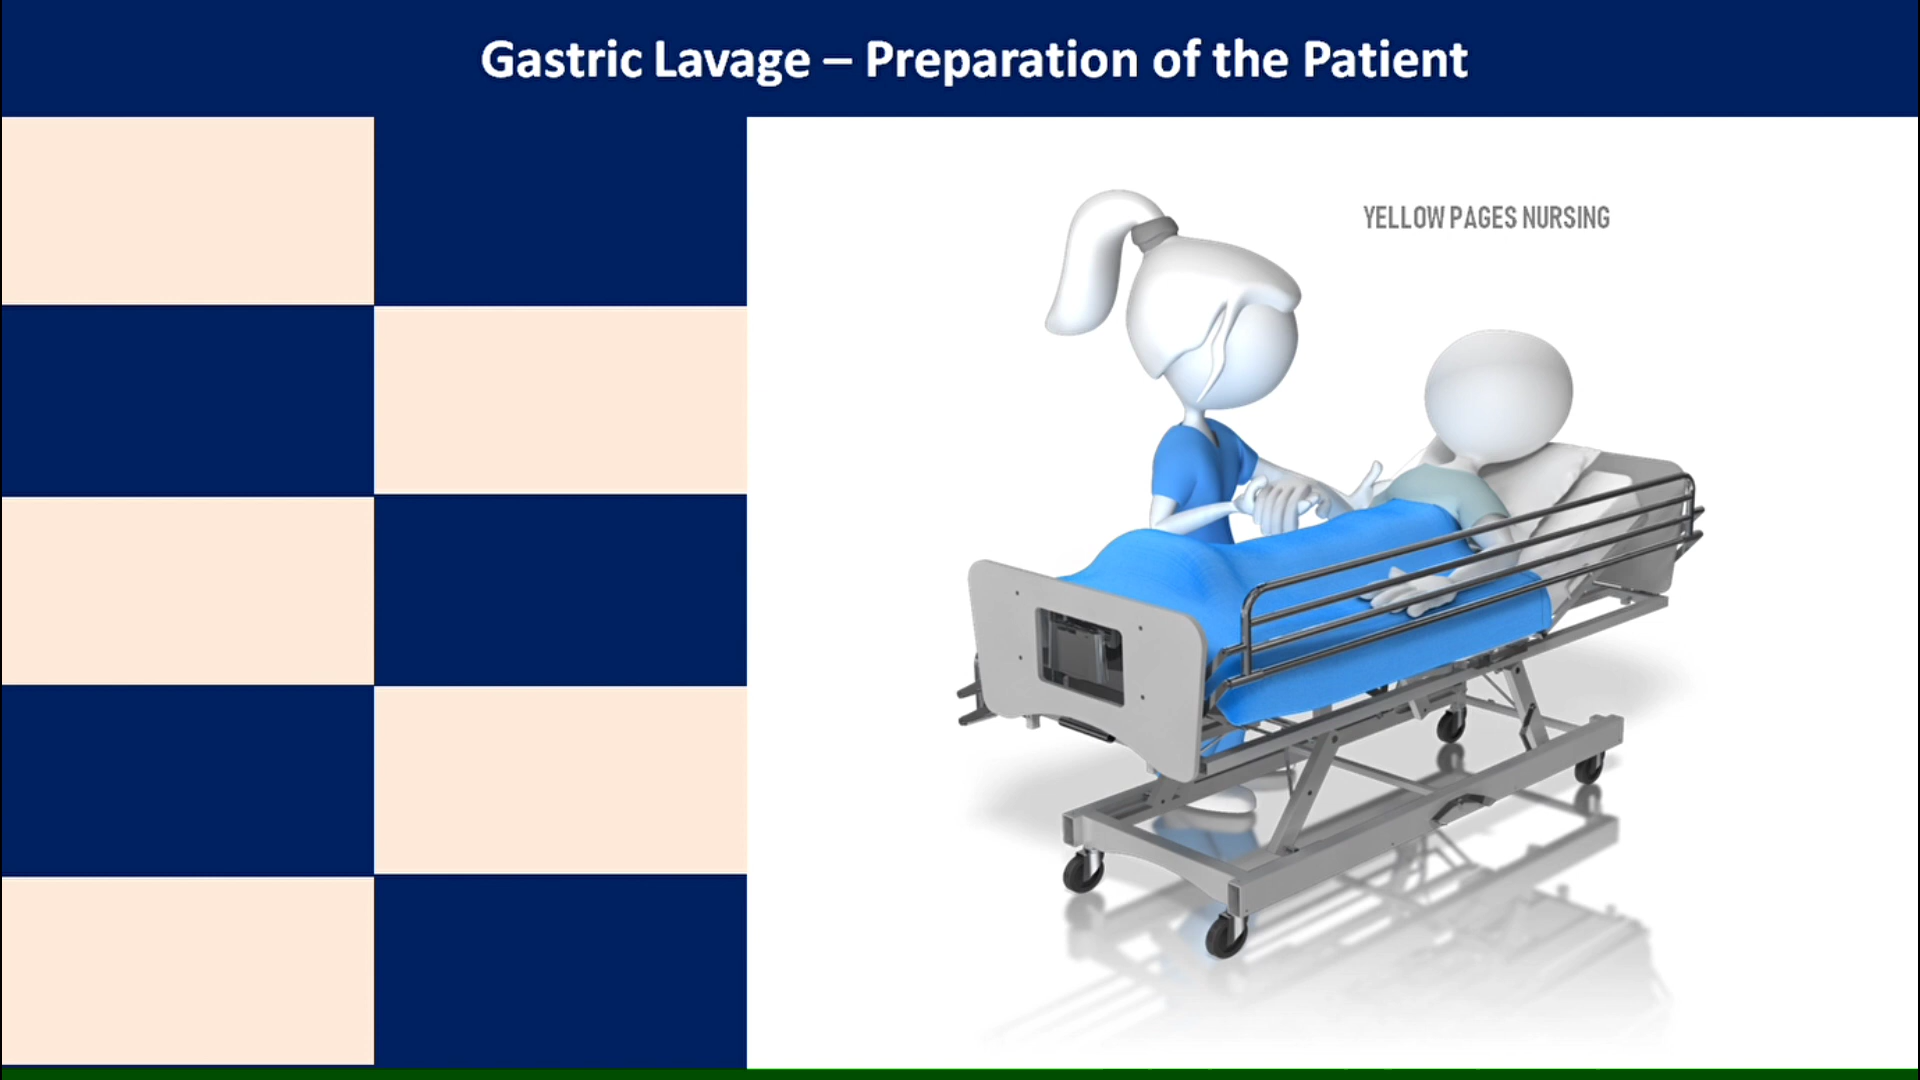 Gastric Lavage – Preparation of the Patient
YELLOW PAGES NURSING